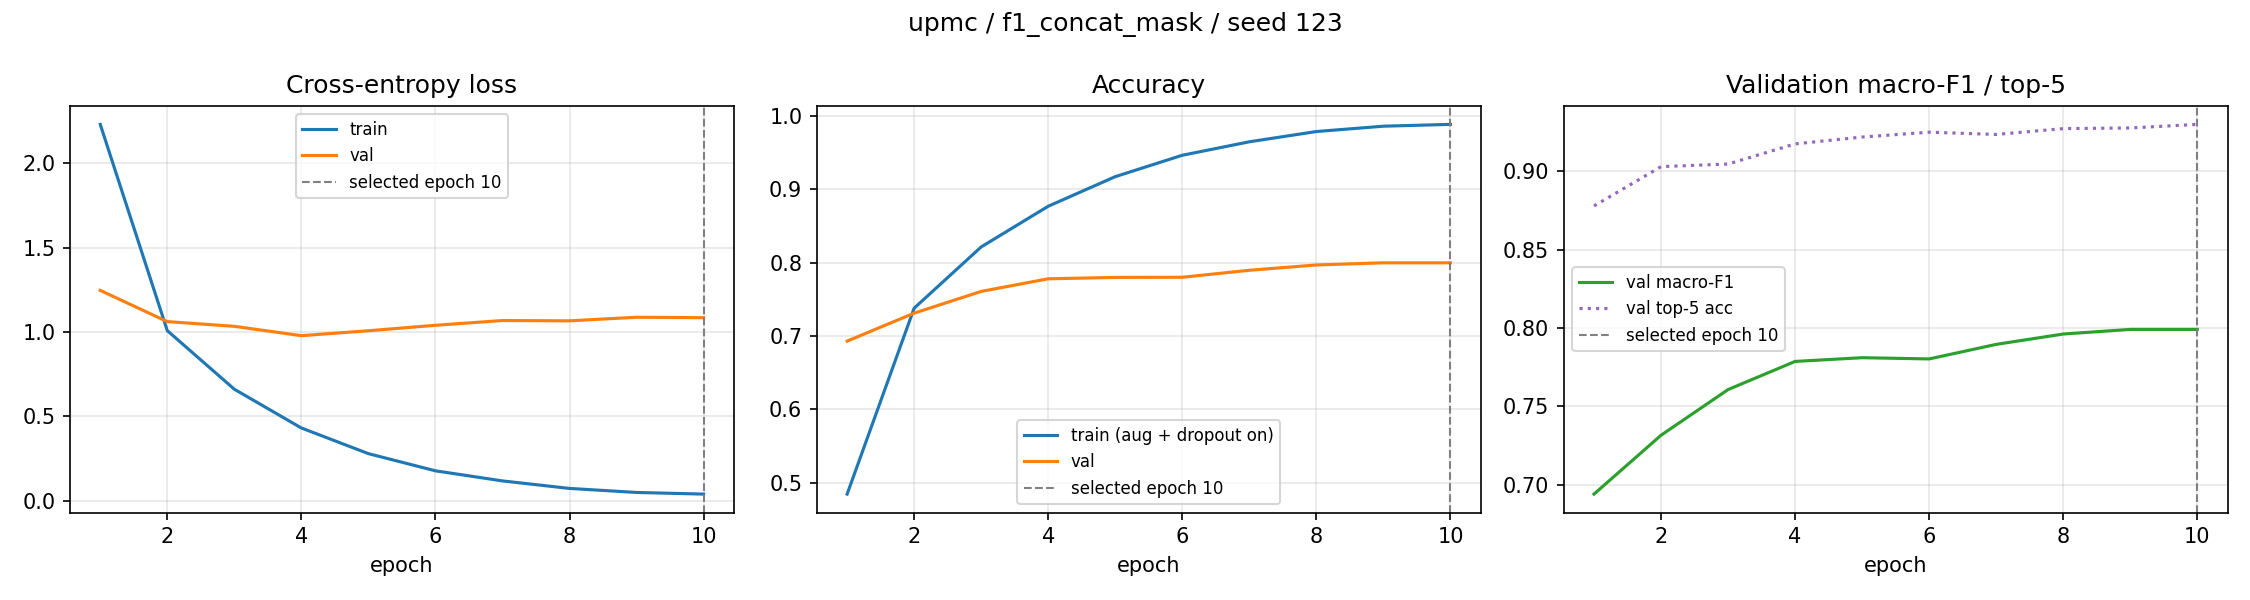 upmc / f1_concat_mask / seed 123
Cross-entropy loss
train
val
selected epoch 10
2.0
1.5
1.0
0.5
0.0
2
4
6
8
10
epoch
Accuracy
1.0
0.9
0.8
0.7
0.6
0.5
train (aug + dropout on)
val
selected epoch 10
2
4
6
8
10
epoch
Validation macro-F1 / top-5
0.90
0.85
0.80
0.75
0.70
val macro-F1
val top-5 acc
selected epoch 10
2
4
6
8
10
epoch